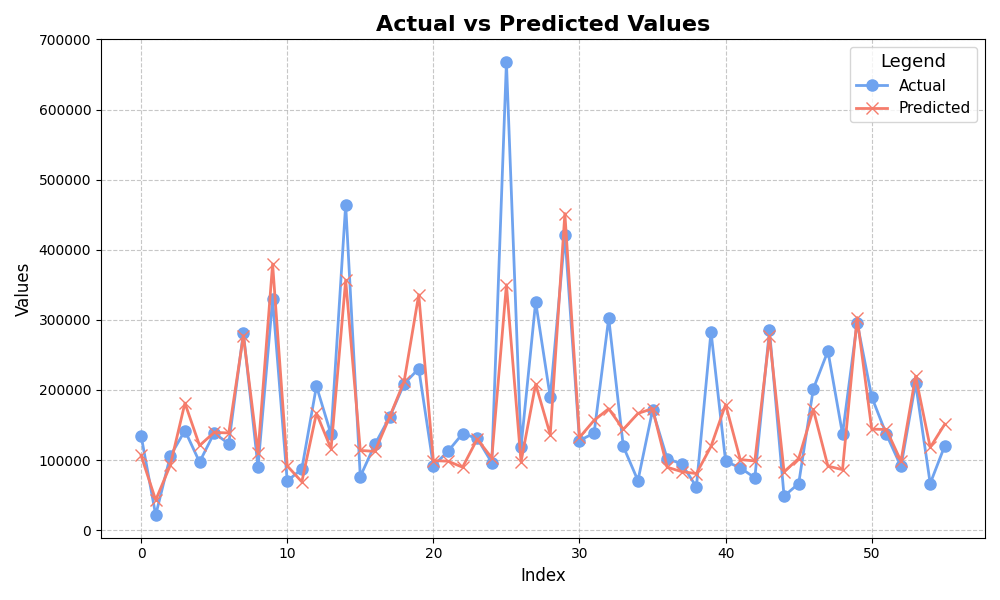 Actual vs Predicted Values
Legend
Actual
Predicted
Values
700000
600000
500000
400000
300000
200000
100000
0
0 10 20 30 40 50
Index